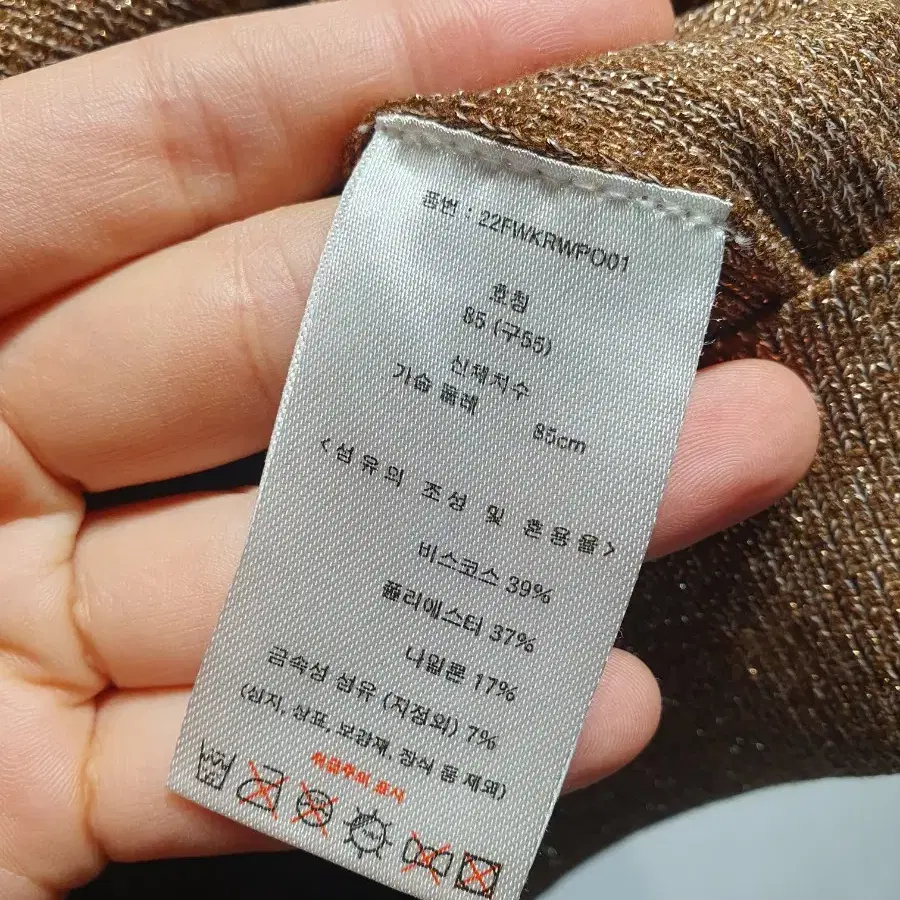 품번 : 22FWKRWPO01
호칭
85 (구55)
신체치수
가슴 둘레
85cm
<섬유의 조성 및 혼용율>
비스코스 39%
폴리에스터 37%
나일론 17%
금속성 섬유 (지정외) 7%
(심지, 상표, 보강재, 장식 등 제외)
취급주의 표시